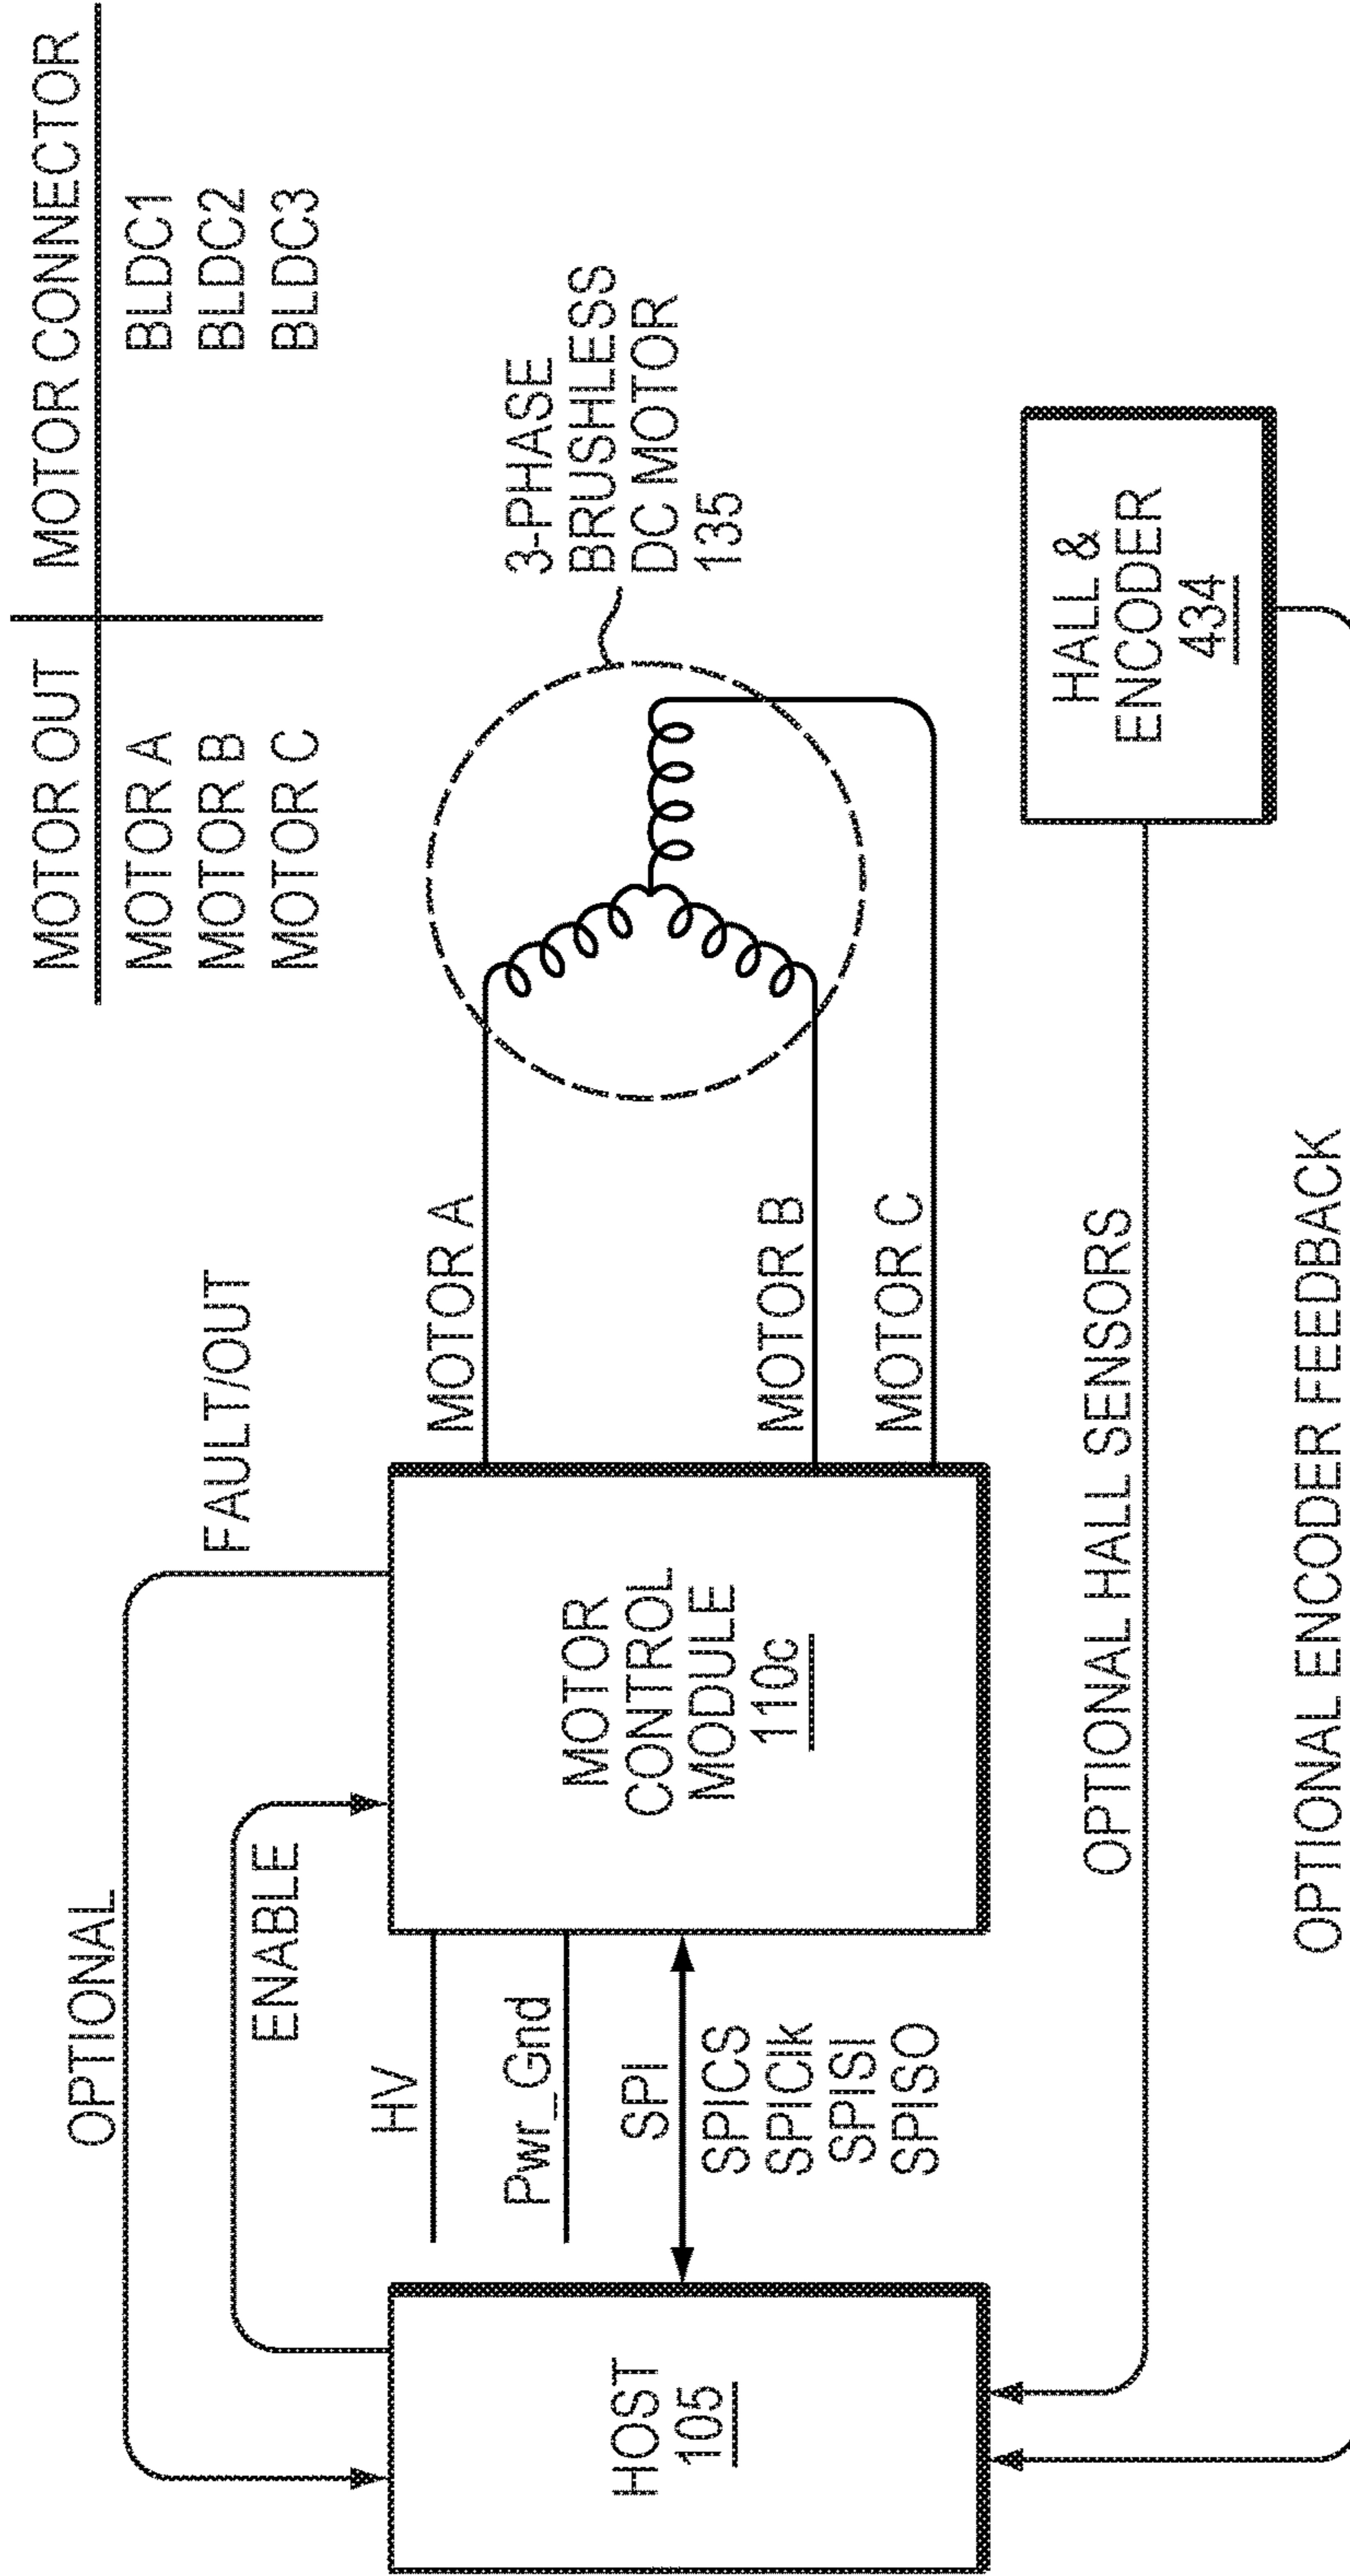 MOTOR OUT MOTOR CONNECTOR
MOTOR A BLDC1
MOTOR B BLDC2
MOTOR C BLDC3
OPTIONAL
FAULT/OUT
ENABLE
HV
Pwr_Gnd
SPI
SPICS
SPIClk
SPISI
SPISO
HOST
105
MOTOR
CONTROL
MODULE
110c
MOTOR A
MOTOR B
MOTOR C
3-PHASE
BRUSHLESS
DC MOTOR
135
HALL &
ENCODER
434
OPTIONAL HALL SENSORS
OPTIONAL ENCODER FEEDBACK